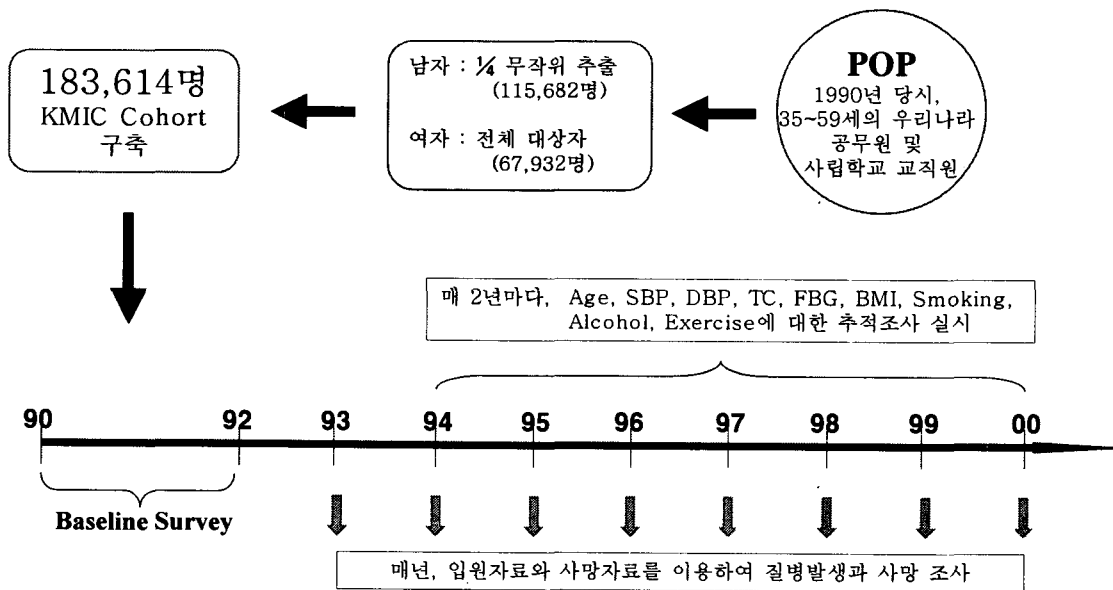 183,614명
KMIC Cohort
구축
남자 : ¼ 무작위 추출
(115,682명)
여자 : 전체 대상자
(67,932명)
POP
1990년 당시,
35~59세의 우리나라
공무원 및
사립학교 교직원
매 2년마다, Age, SBP, DBP, TC, FBG, BMI, Smoking,
Alcohol, Exercise에 대한 추적조사 실시
90 92 93 94 95 96 97 98 99 00
Baseline Survey
매년, 입원자료와 사망자료를 이용하여 질병발생과 사망 조사